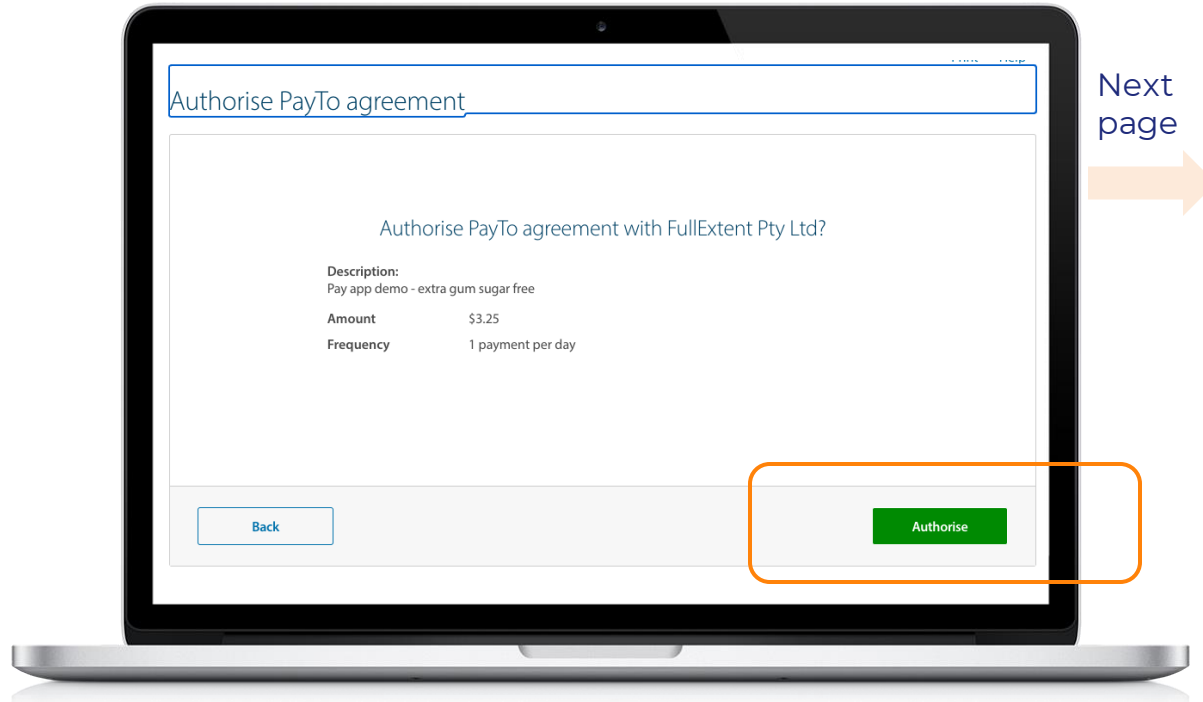 Authorise PayTo agreement
Next
page
Authorise PayTo agreement with FullExtent Pty Ltd?
Description:
Pay app demo - extra gum sugar free
Amount $3.25
Frequency 1 payment per day
Back Authorise